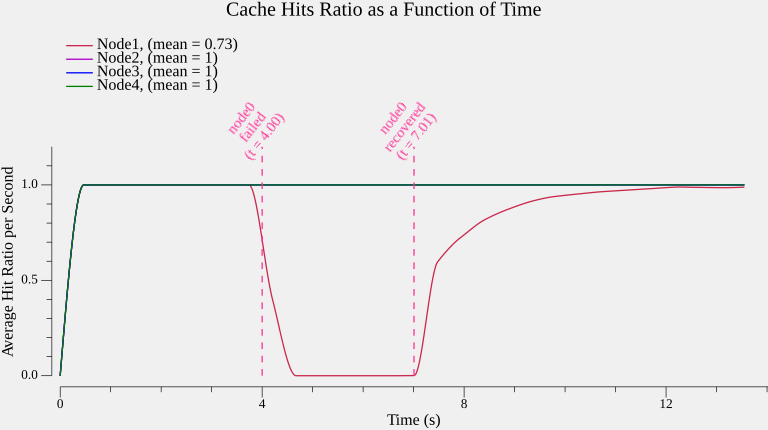 Cache Hits Ratio as a Function of Time
Node1, (mean = 0.73)
Node2, (mean = 1)
Node3, (mean = 1)
Node4, (mean = 1)
node0
failed
(t = 4.00)
node0
recovered
(t = 7.01)
Average Hit Ratio per Second
1.0
0.5
0.0
0 4 8 12
Time (s)